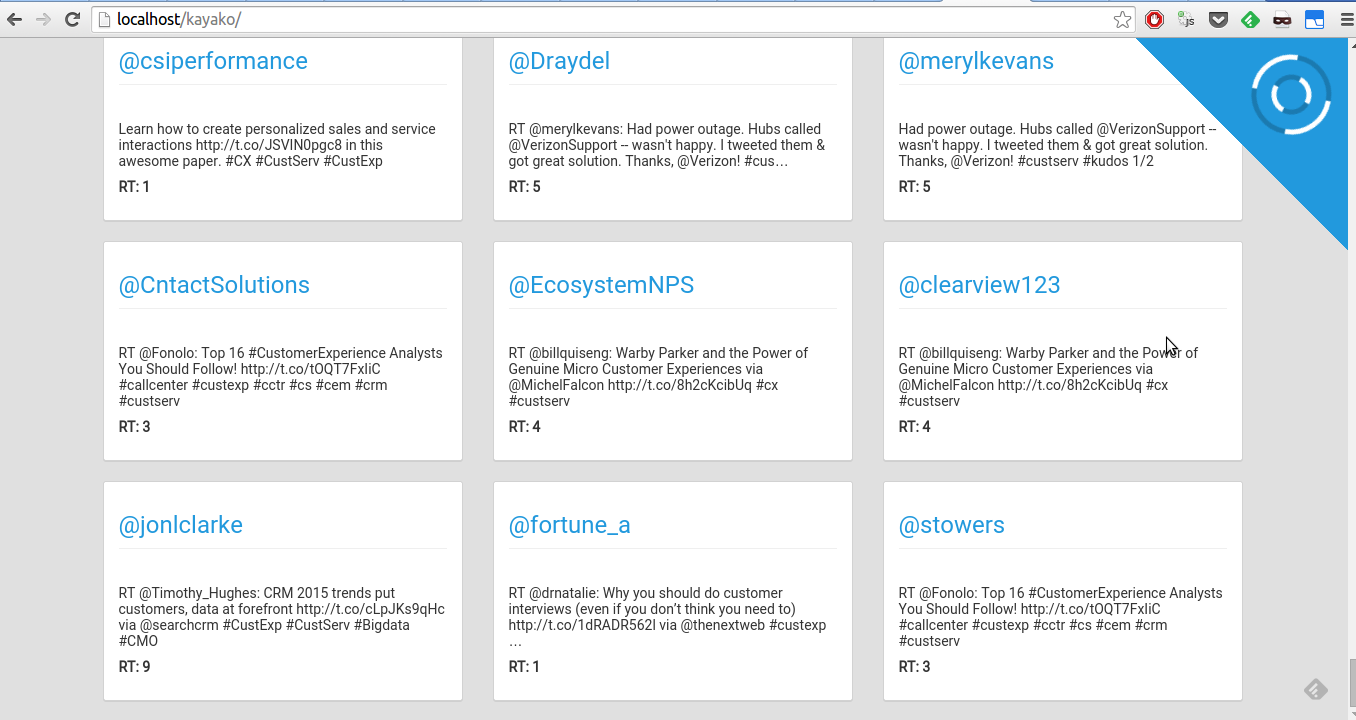 localhost/kayako/
js
@csiperformance
Learn how to create personalized sales and service
interactions http://t.co/JSVIN0pgc8 in this
awesome paper. #CX #CustServ #CustExp
RT: 1
@Draydel
RT @merylkevans: Had power outage. Hubs called
@VerizonSupport -- wasn't happy. I tweeted them &
got great solution. Thanks, @Verizon! #cus…
RT: 5
@merylkevans
Had power outage. Hubs called @VerizonSupport --
wasn't happy. I tweeted them & got great solution.
Thanks, @Verizon! #custserv #kudos 1/2
RT: 5
@CntactSolutions
RT @Fonolo: Top 16 #CustomerExperience Analysts
You Should Follow! http://t.co/tOQT7FxIiC
#callcenter #custexp #cctr #cs #cem #crm
#custserv
RT: 3
@EcosystemNPS
RT @billquiseng: Warby Parker and the Power of
Genuine Micro Customer Experiences via
@MichelFalcon http://t.co/8h2cKcibUq #cx
#custserv
RT: 4
@clearview123
RT @billquiseng: Warby Parker and the Power of
Genuine Micro Customer Experiences via
@MichelFalcon http://t.co/8h2cKcibUq #cx
#custserv
RT: 4
@jonlclarke
RT @Timothy_Hughes: CRM 2015 trends put
customers, data at forefront http://t.co/cLpJKs9qHc
via @searchcrm #CustExp #CustServ #Bigdata
#CMO
RT: 9
@fortune_a
RT @drnatalie: Why you should do customer
interviews (even if you don’t think you need to)
http://t.co/1dRADR562l via @thenextweb #custexp
…
RT: 1
@stowers
RT @Fonolo: Top 16 #CustomerExperience Analysts
You Should Follow! http://t.co/tOQT7FxIiC
#callcenter #custexp #cctr #cs #cem #crm
#custserv
RT: 3